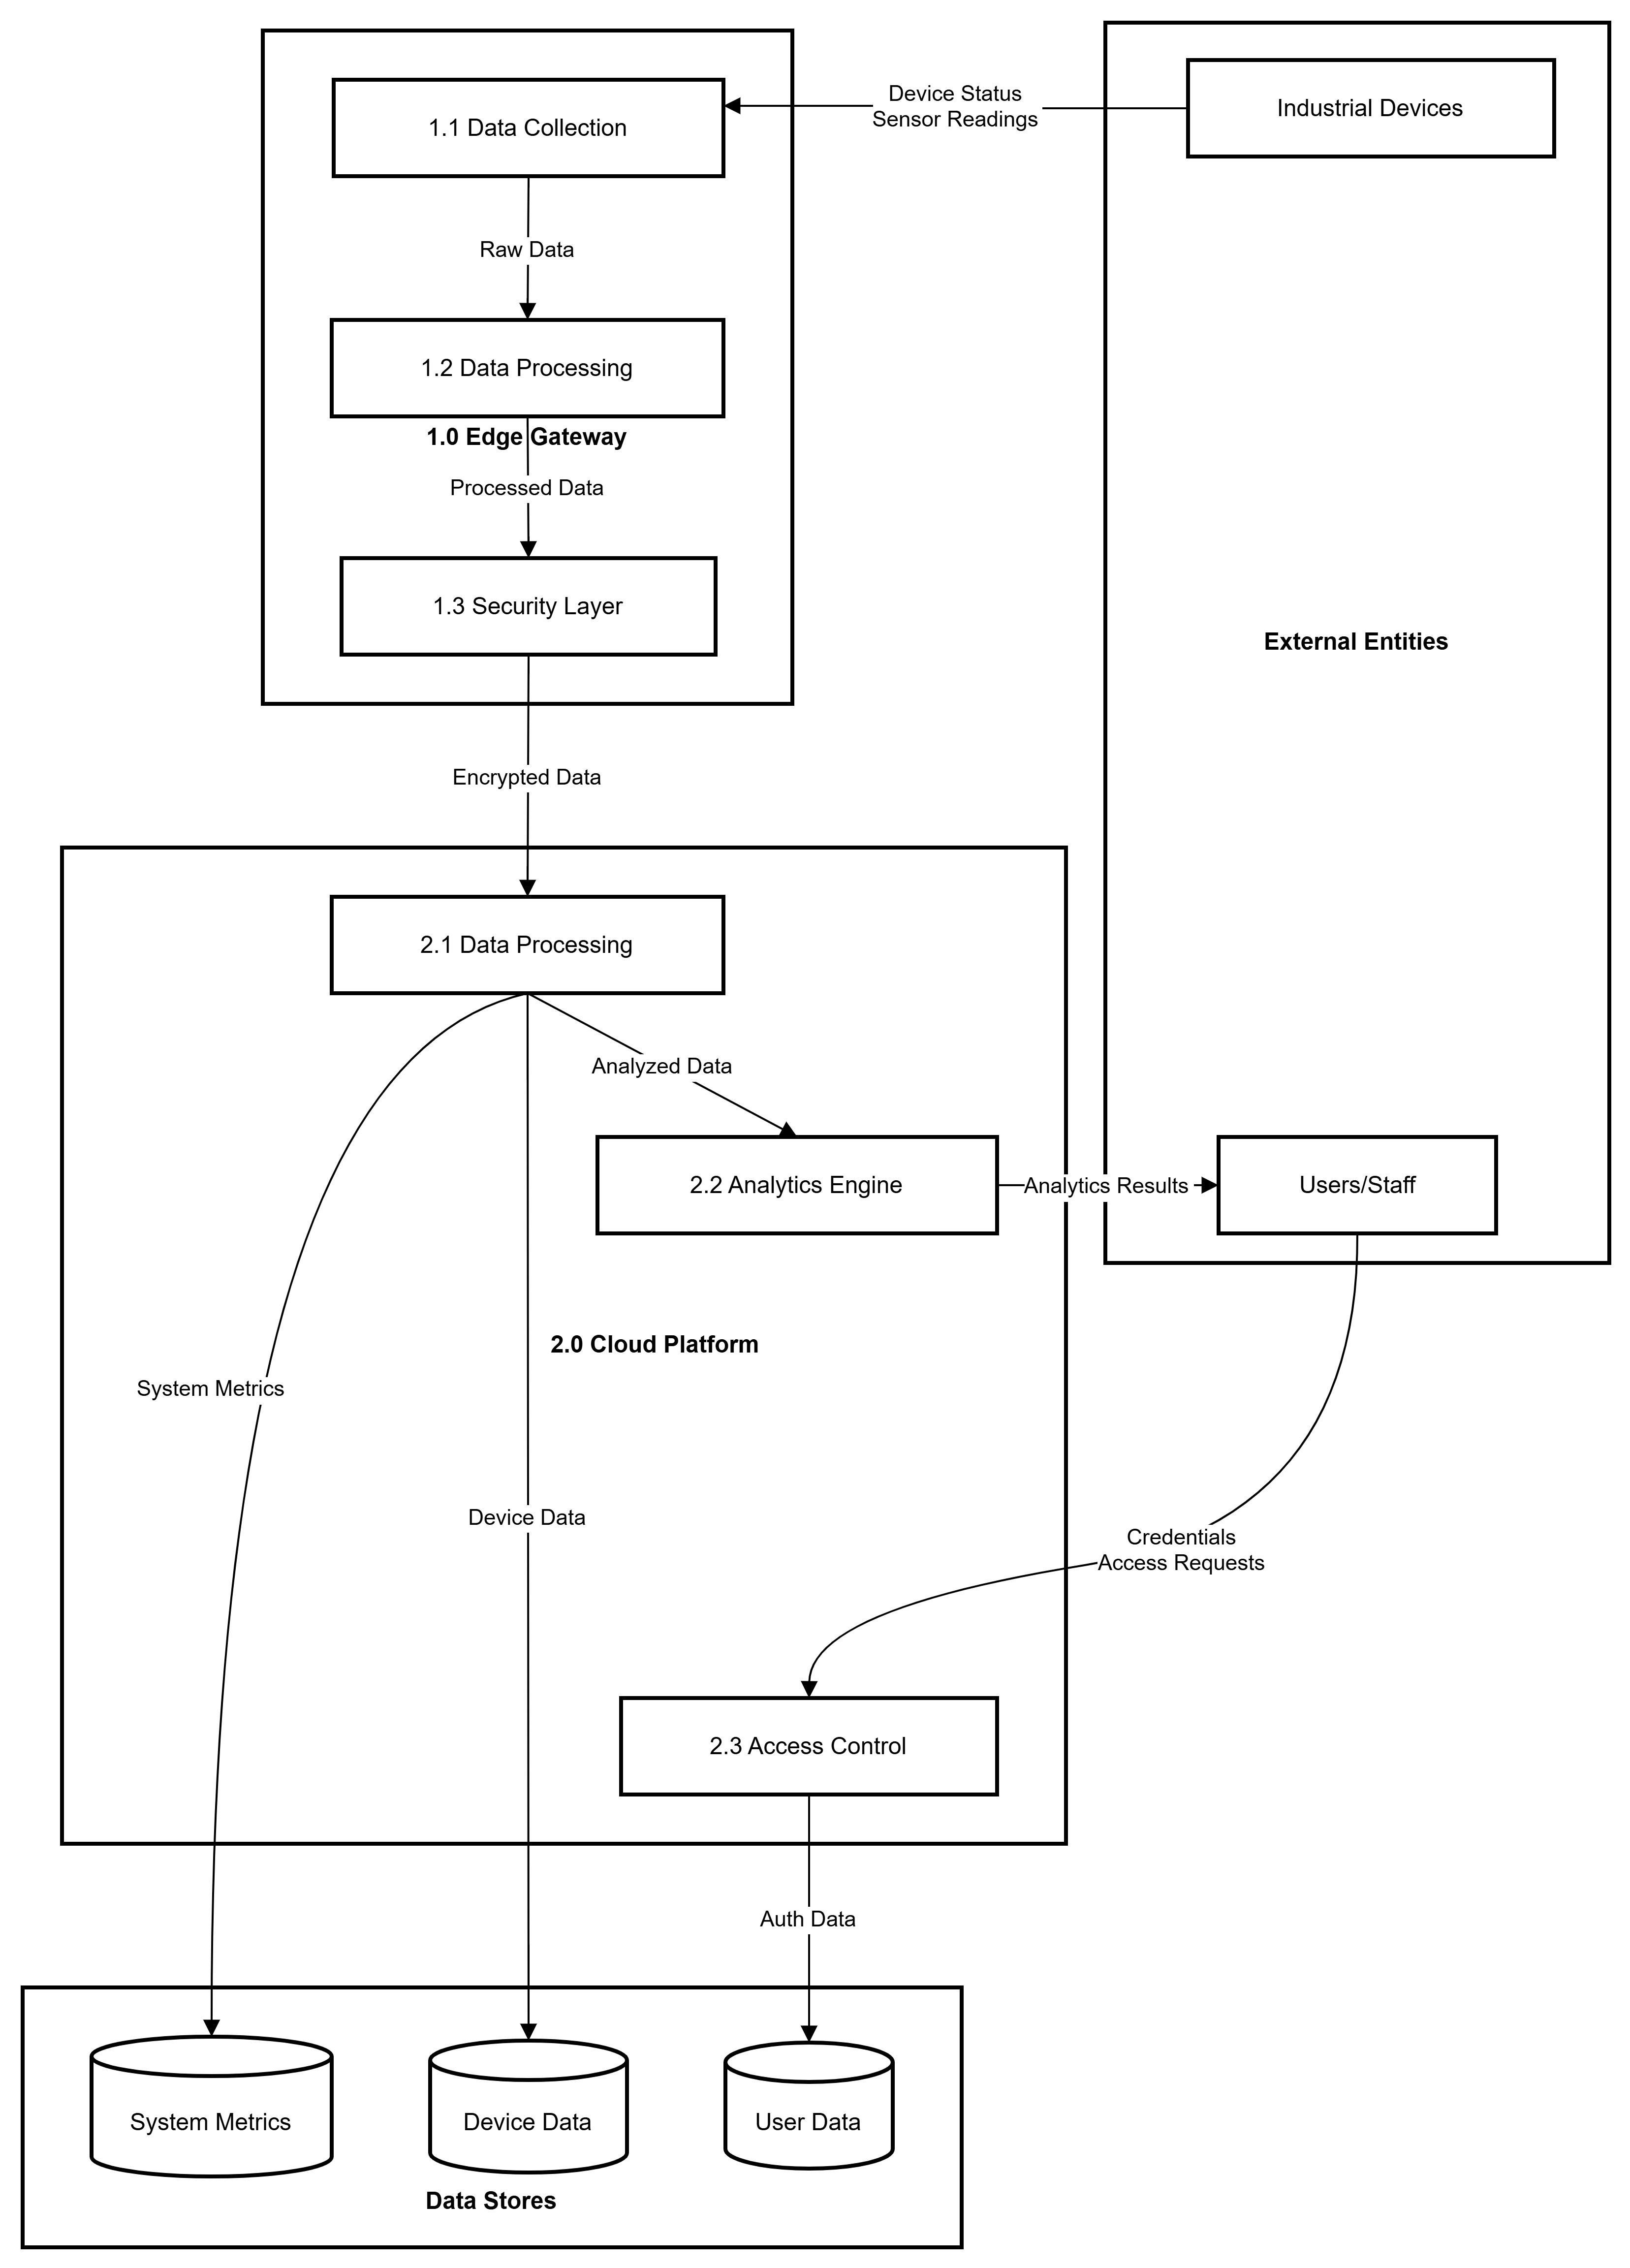 Device Status
Sensor Readings
Industrial Devices
1.1 Data Collection
Raw Data
1.2 Data Processing
1.0 Edge Gateway
Processed Data
1.3 Security Layer
External Entities
Encrypted Data
2.1 Data Processing
Analyzed Data
2.2 Analytics Engine
Analytics Results
Users/Staff
2.0 Cloud Platform
System Metrics
Device Data
Credentials
Access Requests
2.3 Access Control
Auth Data
System Metrics
Device Data
User Data
Data Stores